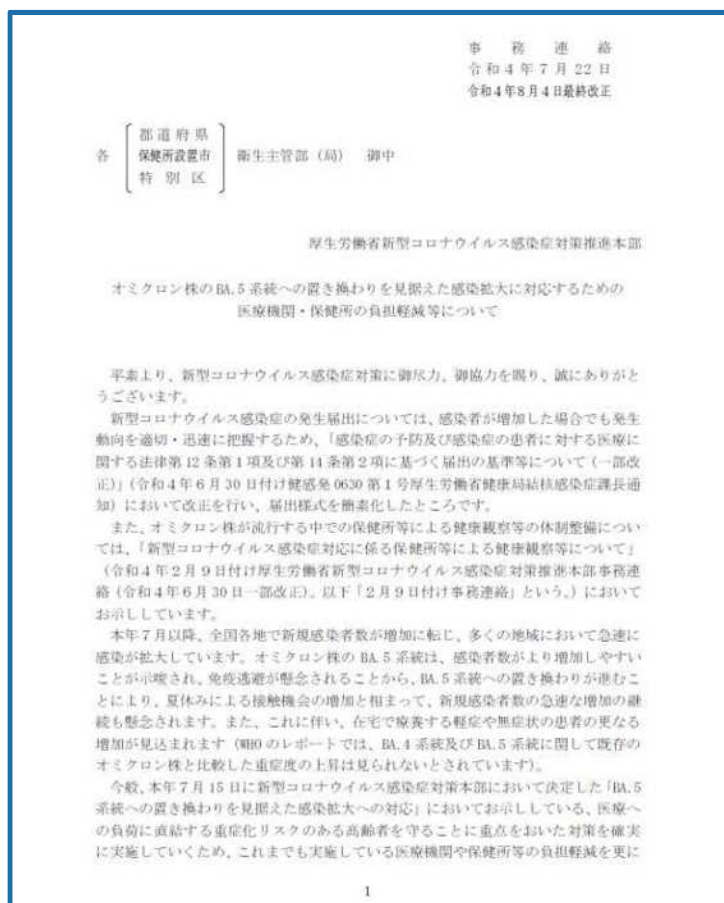 事務連絡
令和4年7月22日
令和4年8月4日最終改正
各
都道府県
保健所設置市
特別区
衛生主管部(局) 御中
厚生労働省新型コロナウイルス感染症対策推進本部
オミクロン株のBA.5系統への置き換わりを見据えた感染拡大に対応するための
医療機関・保健所の負担軽減等について
平素より、新型コロナウイルス感染症対策に御尽力、御協力を賜り、誠にありがと
うございます。
新型コロナウイルス感染症の発生届出については、感染者が増加した場合でも発生
動向を適切・迅速に把握するため、「感染症の予防及び感染症の患者に対する医療に
関する法律第12条第1項及び第14条第2項に基づく届出の基準等について(一部改
正)」(令和4年6月30日付け健感発0630第1号厚生労働省健康局結核感染症課長通
知)において改正を行い、届出様式を簡素化したところです。
また、オミクロン株が流行する中での保健所等による健康観察等の体制整備につい
ては、「新型コロナウイルス感染症対応に係る保健所等による健康観察等について」
(令和4年2月9日付け厚生労働省新型コロナウイルス感染症対策推進本部事務連
絡(令和4年6月30日一部改正)。以下「2月9日付け事務連絡」という。)において
お示ししています。
本年7月以降、全国各地で新規感染者数が増加に転じ、多くの地域において急速に
感染が拡大しています。オミクロン株のBA.5系統は、感染者数がより増加しやすい
ことが示唆され、免疫逃避が懸念されることから、BA.5系統への置き換わりが進むこ
とにより、夏休みによる接触機会の増加と相まって、新規感染者数の急速な増加の継
続も懸念されます。また、これに伴い、在宅で療養する軽症や無症状の患者の更なる
増加が見込まれます(WHOのレポートでは、BA.4系統及びBA.5系統に関して既存の
オミクロン株と比較した重症度の上昇は見られないとされています)。
今般、本年7月15日に新型コロナウイルス感染症対策本部において決定した「BA.5
系統への置き換わりを見据えた感染拡大への対応」においてお示ししている、医療へ
の負荷に直結する重症化リスクのある高齢者を守ることに重点をおいた対策を確実
に実施していくため、これまでも実施している医療機関や保健所等の負担軽減を更に
1